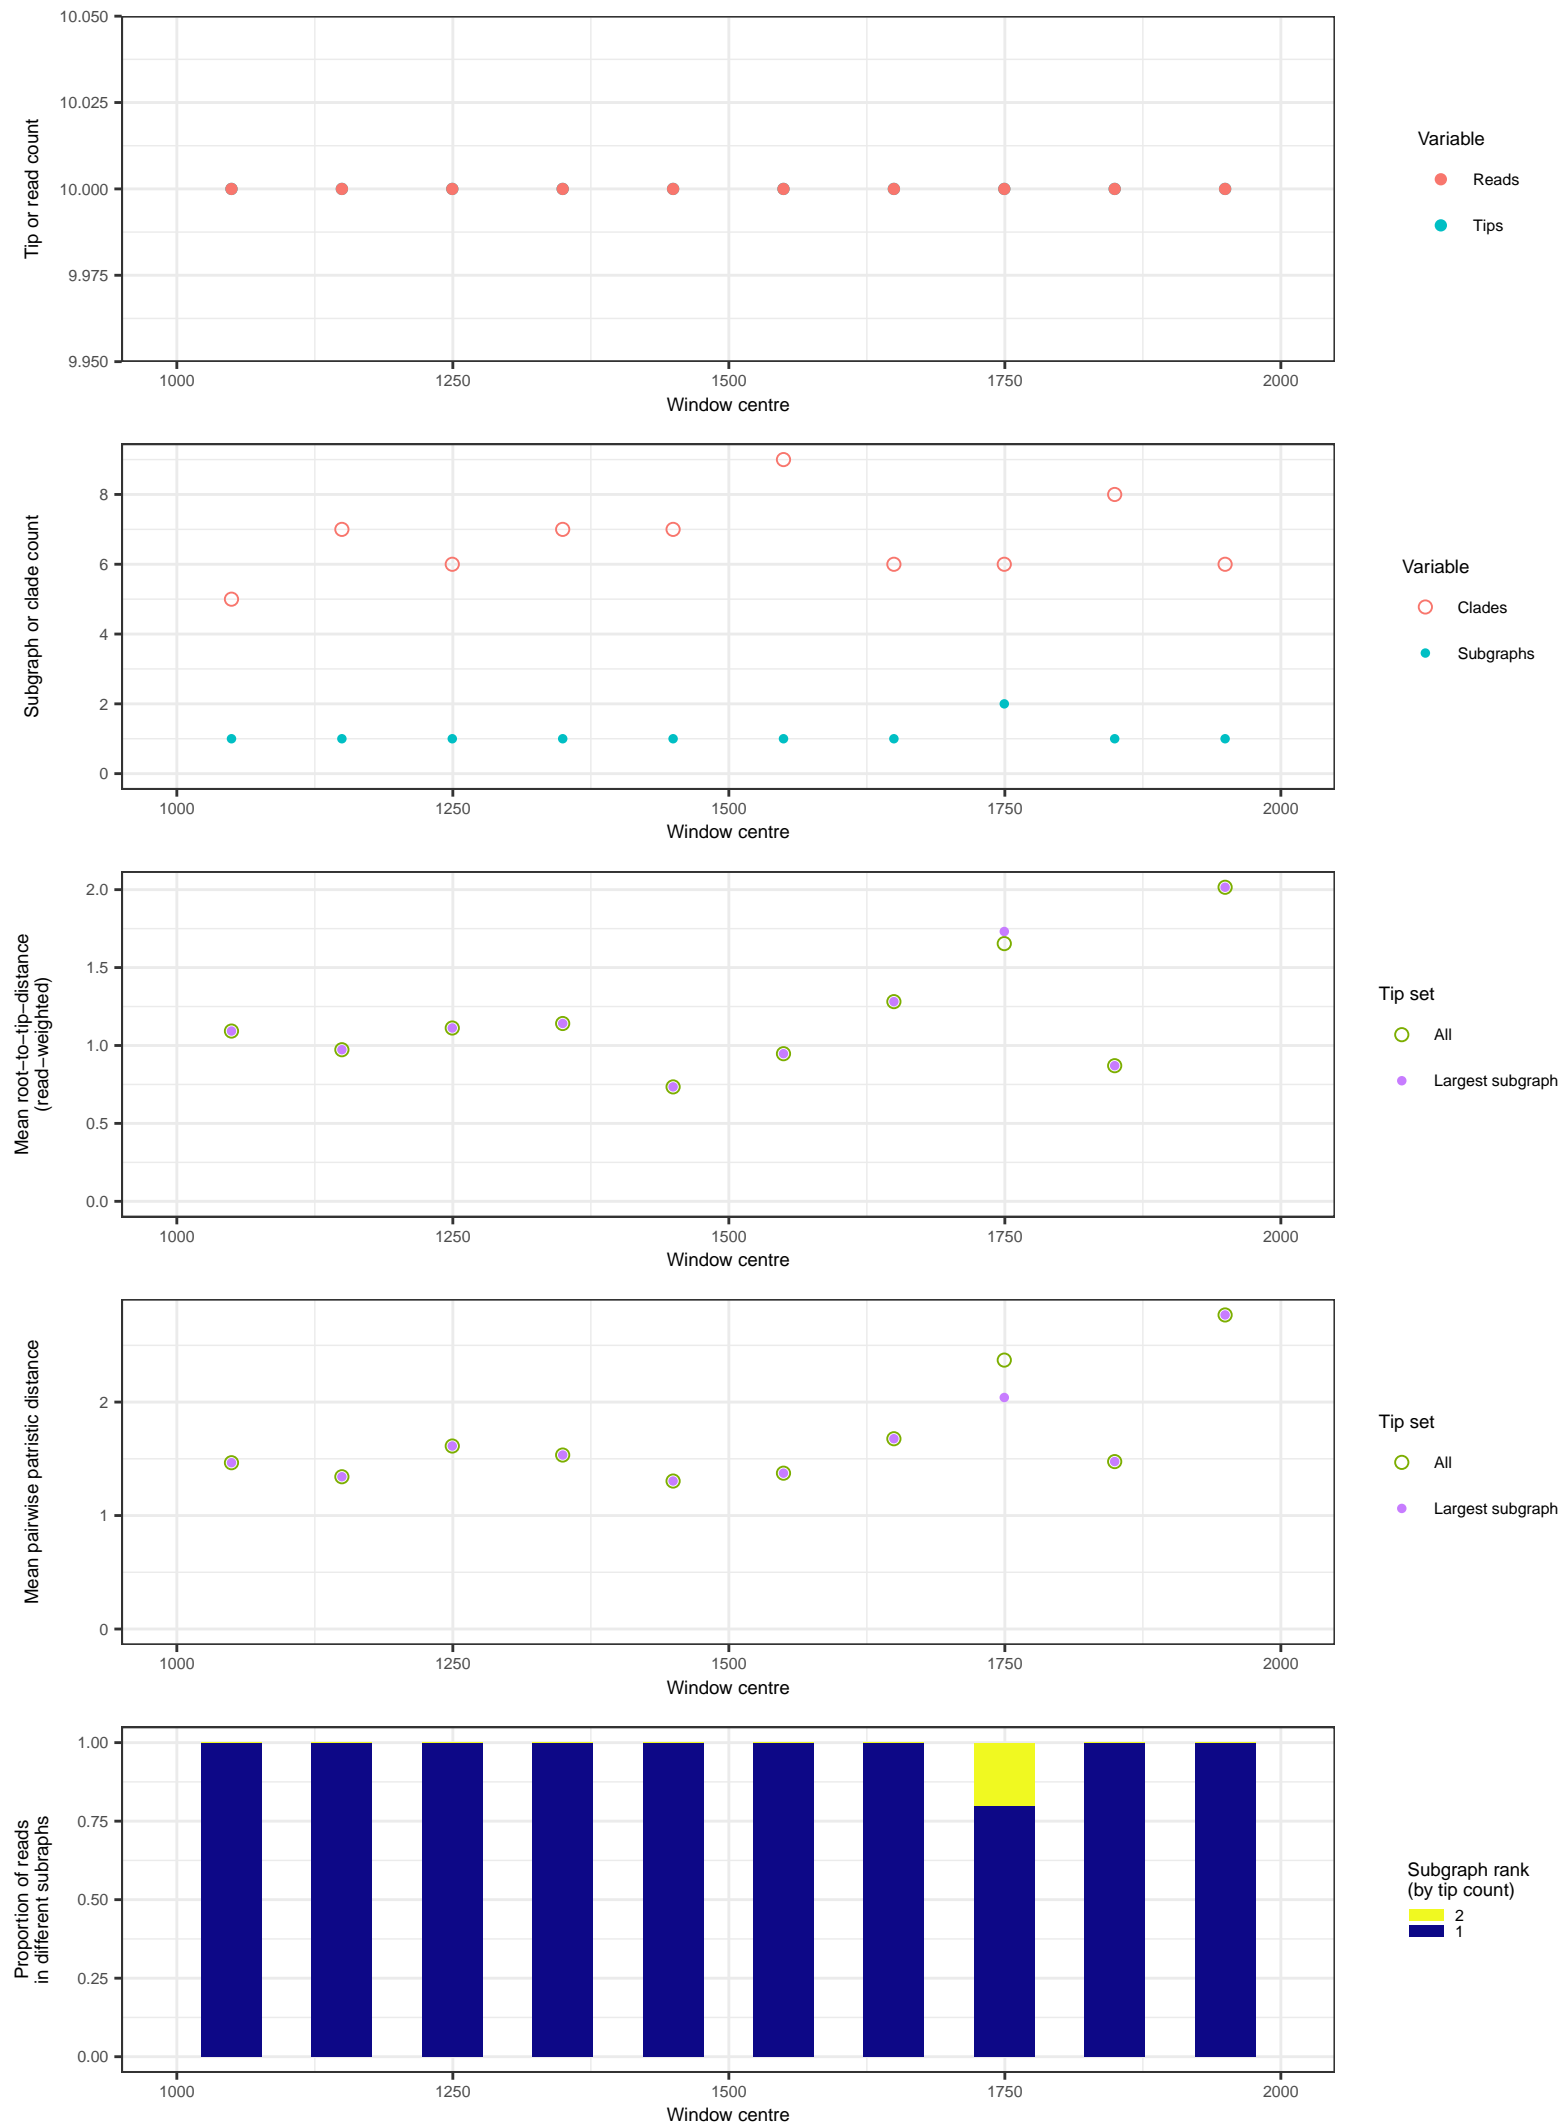 10.050
10.025
10.000
9.975
9.950
Tip or read count
1000 1250 1500 1750 2000
Window centre
Variable
Reads
Tips
8
6
4
2
0
Subgraph or clade count
1000 1250 1500 1750 2000
Window centre
Variable
Clades
Subgraphs
2.0
1.5
1.0
0.5
0.0
Mean root−to−tip−distance
(read−weighted)
1000 1250 1500 1750 2000
Window centre
Tip set
All
Largest subgraph
2
1
0
Mean pairwise patristic distance
1000 1250 1500 1750 2000
Window centre
Tip set
All
Largest subgraph
1.00
0.75
0.50
0.25
0.00
Proportion of reads
in different subraphs
1000 1250 1500 1750 2000
Window centre
Subgraph rank
(by tip count)
2
1